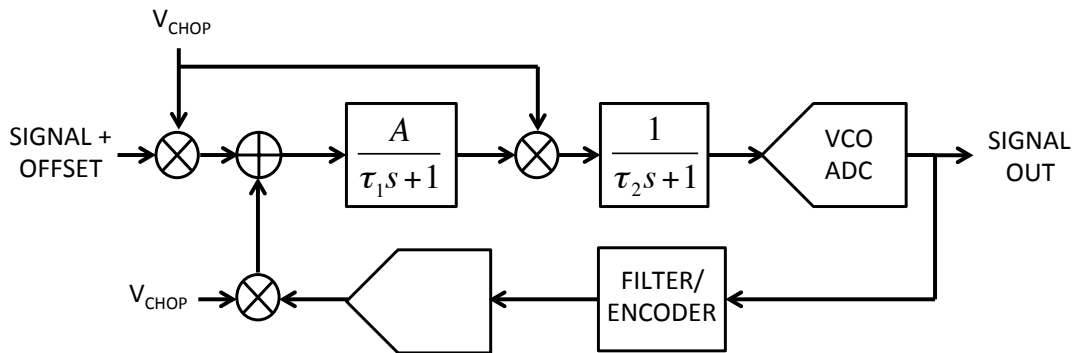 V_CHOP
SIGNAL +
OFFSET
A
τ₁s+1
1
τ₂s+1
VCO
ADC
SIGNAL
OUT
V_CHOP
FILTER/
ENCODER